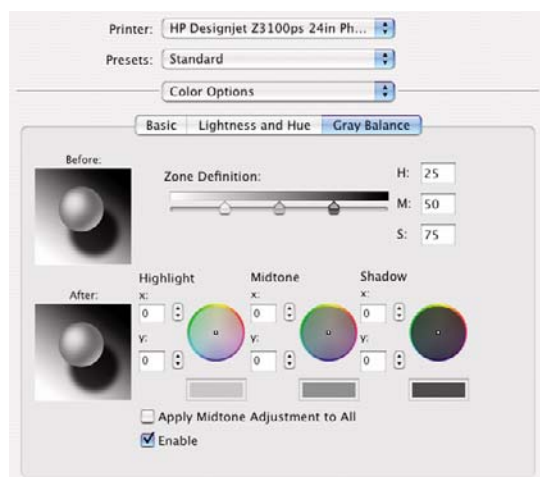 Printer: HP Designjet Z3100ps 24in Ph...
Presets: Standard
Color Options
Basic Lightness and Hue Gray Balance
Before:
Zone Definition:
H: 25
M: 50
S: 75
After:
Highlight Midtone Shadow
x: x: x:
0 0 0
y: y: y:
0 0 0
Apply Midtone Adjustment to All
Enable